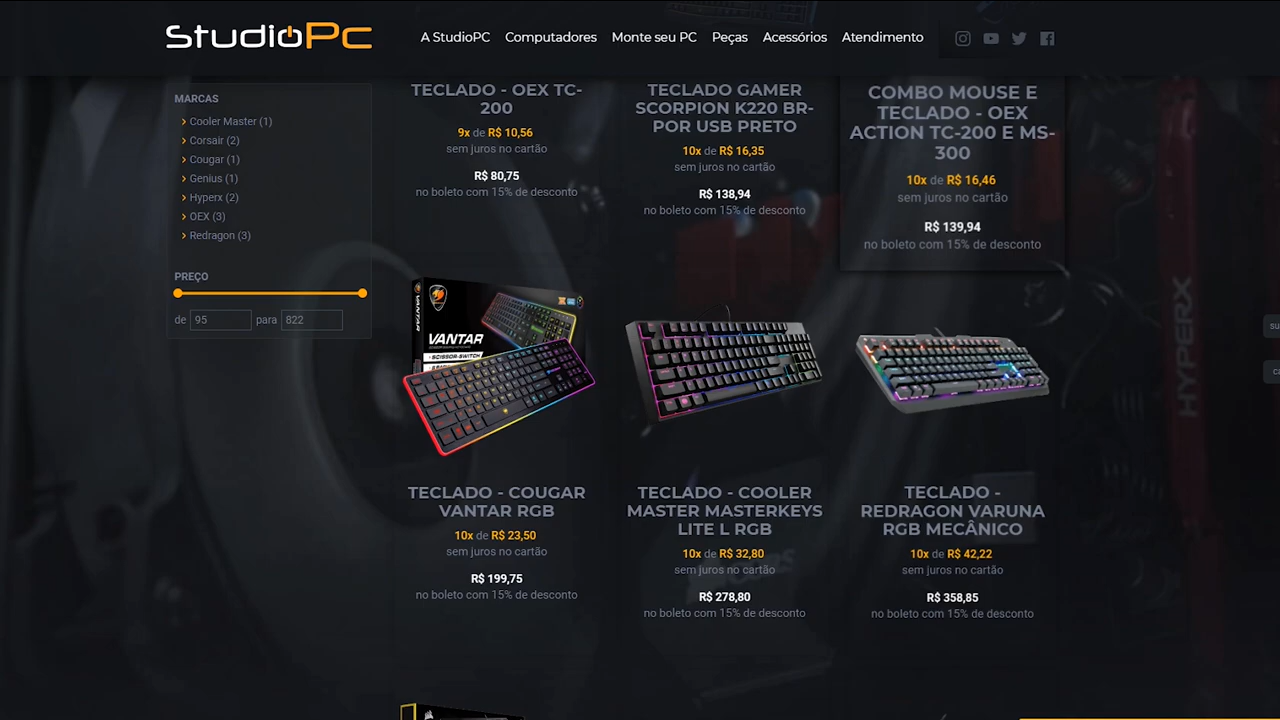 StudioPc
A StudioPC
Computadores
Monte seu PC
Peças
Acessórios
Atendimento
MARCAS
Cooler Master (1)
Corsair (2)
Cougar (1)
Genius (1)
Hyperx (2)
OEX (3)
Redragon (3)
PREÇO
de 95 para 822
TECLADO - OEX TC-
200
9x de R$ 10,56
sem juros no cartão
R$ 80,75
no boleto com 15% de desconto
TECLADO GAMER
SCORPION K220 BR-
POR USB PRETO
10x de R$ 16,35
sem juros no cartão
R$ 138,94
no boleto com 15% de desconto
COMBO MOUSE E
TECLADO - OEX
ACTION TC-200 E MS-
300
10x de R$ 16,46
sem juros no cartão
R$ 139,94
no boleto com 15% de desconto
VANTAR
SCISSOR-SWITCH
TECLADO - COUGAR
VANTAR RGB
10x de R$ 23,50
sem juros no cartão
R$ 199,75
no boleto com 15% de desconto
TECLADO - COOLER
MASTER MASTERKEYS
LITE L RGB
10x de R$ 32,80
sem juros no cartão
R$ 278,80
no boleto com 15% de desconto
TECLADO -
REDRAGON VARUNA
RGB MECÂNICO
10x de R$ 42,22
sem juros no cartão
R$ 358,85
no boleto com 15% de desconto
HYPERX
su
ca